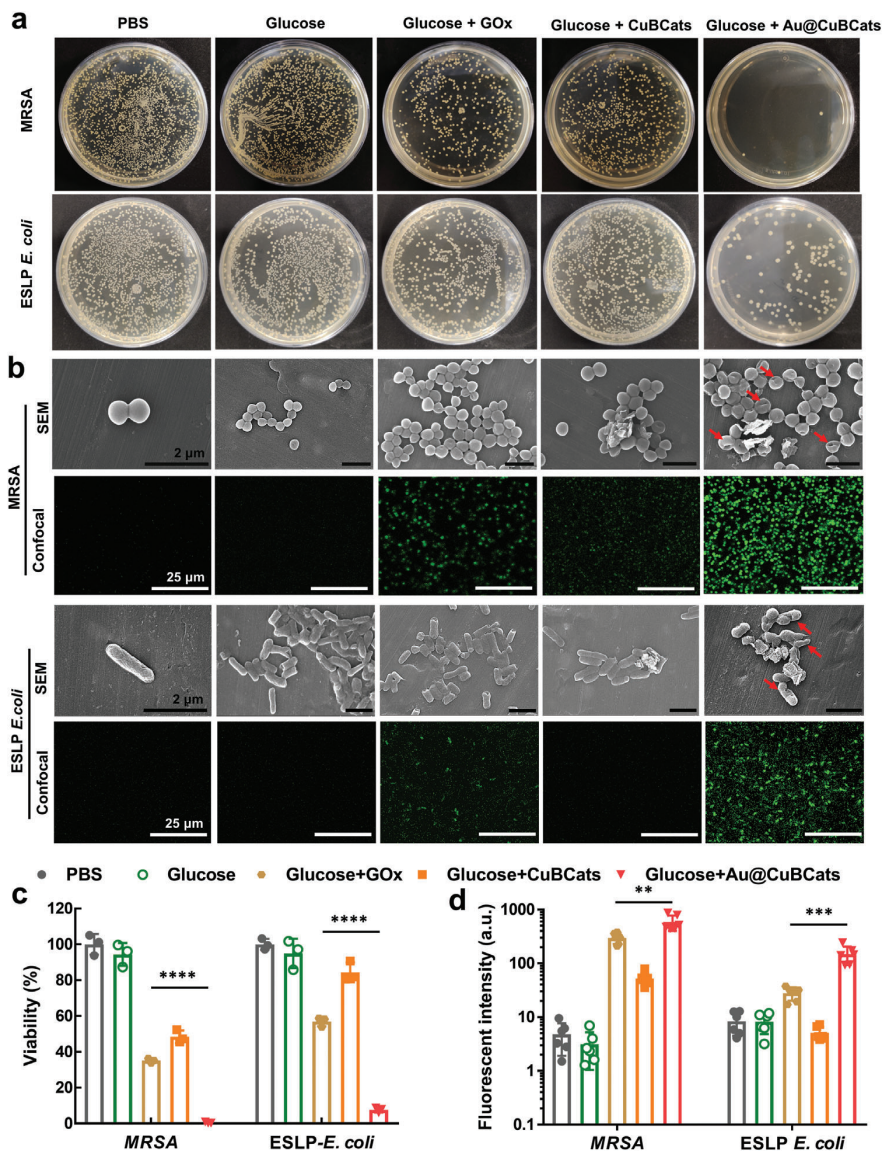 a
PBS
Glucose
Glucose + GOx
Glucose + CuBCats
Glucose + Au@CuBCats
MRSA
ESLP E. coli
b
MRSA
SEM
2 μm
Confocal
25 μm
ESLP E.coli
SEM
2 μm
Confocal
25 μm
PBS
Glucose
Glucose+GOx
Glucose+CuBCats
Glucose+Au@CuBCats
c
Viability (%)
120
100
80
60
40
20
0
****
****
MRSA
ESLP-E. coli
d
Fluorescent intensity (a.u.)
1000
100
10
1
0.1
**
***
MRSA
ESLP E. coli